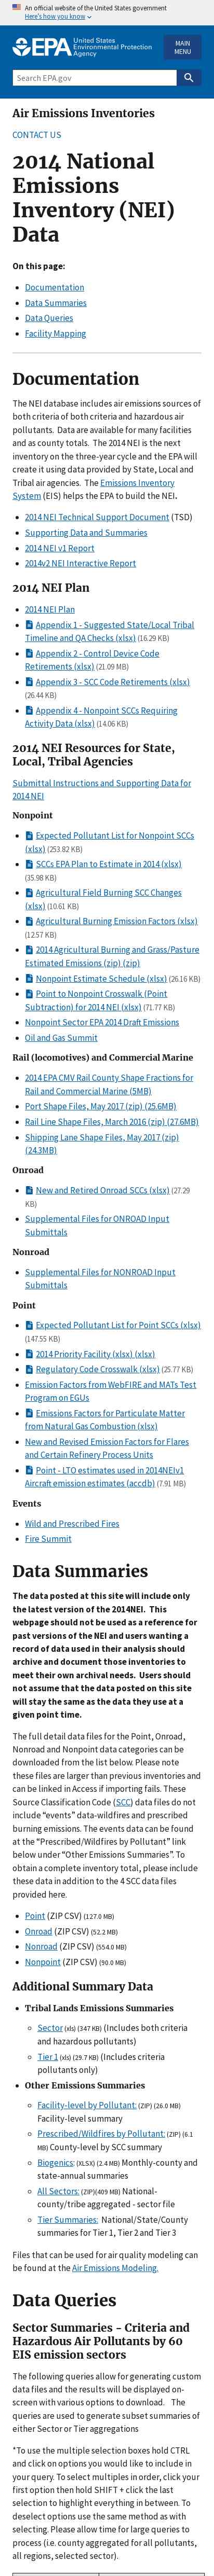 An official website of the United States government
Here's how you know
EPA United States Environmental Protection Agency
MAIN MENU
Search EPA.gov
Air Emissions Inventories
CONTACT US
2014 National
Emissions
Inventory (NEI)
Data
On this page:
Documentation
Data Summaries
Data Queries
Facility Mapping
Documentation
The NEI database includes emissions sources of
both criteria air pollutants and hazardous air
pollutants.  Data are available for many facilities
and as county totals.  The 2014 NEI is the next
inventory on the three-year cycle and the EPA
worked to include data provided by State, Local and
Tribal air agencies.  The Emissions Inventory
System (EIS) helps the EPA to build the NEI.
2014 NEI Technical Support Document (TSD)
Supporting Data and Summaries
2014 NEI v1 Report
2014v2 NEI Interactive Report
2014 NEI Plan
2014 NEI Plan
Appendix 1 - Suggested State/Local Tribal
Timeline and QA Checks (xlsx) (16.29 KB)
Appendix 2 - Control Device Code
Retirements (xlsx) (21.09 MB)
Appendix 3 - SCC Code Retirements (xlsx)
(26.44 KB)
Appendix 4 - Nonpoint SCCs Requiring
Activity Data (xlsx) (14.06 KB)
2014 NEI Resources for State,
Local, Tribal Agencies
Submittal Instructions and Supporting Data for
2014 NEI
Nonpoint
Expected Pollutant List for Nonpoint SCCs
(xlsx) (253.82 KB)
SCCs EPA Plan to Estimate in 2014 (xlsx)
(35.98 KB)
Agricultural Field Burning SCC Changes
(xlsx) (10.61 KB)
Agricultural Burning Emission Factors (xlsx)
(12.57 KB)
2014 Agricultural Burning and Grass/Pasture
Estimated Emissions (zip) (zip)
Nonpoint Estimate Schedule (xlsx) (26.16 KB)
Point to Nonpoint Crosswalk (Point
Subtraction) for 2014 NEI (xlsx) (71.77 KB)
Nonpoint Sector EPA 2014 Draft Emissions
Oil and Gas Summit
Rail (locomotives) and Commercial Marine
2014 EPA CMV Rail County Shape Fractions for
Rail and Commercial Marine (5MB)
Port Shape Files, May 2017 (zip) (25.6MB)
Rail Line Shape Files, March 2016 (zip) (27.6MB)
Shipping Lane Shape Files, May 2017 (zip)
(24.3MB)
Onroad
New and Retired Onroad SCCs (xlsx) (27.29
KB)
Supplemental Files for ONROAD Input
Submittals
Nonroad
Supplemental Files for NONROAD Input
Submittals
Point
Expected Pollutant List for Point SCCs (xlsx)
(147.55 KB)
2014 Priority Facility (xlsx) (xlsx)
Regulatory Code Crosswalk (xlsx) (25.77 KB)
Emission Factors from WebFIRE and MATs Test
Program on EGUs
Emissions Factors for Particulate Matter
from Natural Gas Combustion (xlsx)
New and Revised Emission Factors for Flares
and Certain Refinery Process Units
Point - LTO estimates used in 2014NEIv1
Aircraft emission estimates (accdb) (7.91 MB)
Events
Wild and Prescribed Fires
Fire Summit
Data Summaries
The data posted at this site will include only
the latest version of the 2014NEI.  This
webpage should not be used as a reference for
past versions of the NEI and users wanting a
record of data used in their analysis should
archive and document those inventories to
meet their own archival needs.  Users should
not assume that the data posted on this site
will stay the same as the data they use at a
given point time.
The full detail data files for the Point, Onroad,
Nonroad and Nonpoint data categories can be
downloaded from the list below. Please note
these files are larger than previous inventories and
can be linked in Access if importing fails. These
Source Classification Code (SCC) data files do not
include “events” data-wildfires and prescribed
burning emissions. The events data can be found
at the “Prescribed/Wildfires by Pollutant” link below
under “Other Emissions Summaries”. To obtain
a completely, total emission inventory, please
include that data in addition to the 4 SCC data
provided here.
Point (ZIP CSV) (127.0 MB)
Onroad (ZIP CSV) (52.2 MB)
Nonroad (ZIP CSV) (554.0 MB)
Nonpoint (ZIP CSV) (90.0 MB)
Additional Summary Data
Tribal Lands Emissions Summaries
Sector (xls) (347 KB) (Includes both criteria
and hazardous pollutants)
Tier 1 (xls) (29.7 KB) (Includes criteria
pollutants only)
Other Emissions Summaries
Facility-level by Pollutant: (ZIP) (26.0 MB)
Facility-level summary
Prescribed/Wildfires by Pollutant: (ZIP) (6.1
MB) County-level by SCC summary
Biogenics: (XLSX) (2.4 MB) Monthly-county and
state-annual summaries
All Sectors: (ZIP)(409 MB) National-
county/tribe aggregated - sector file
Tier Summaries:  National/State/County
summaries for Tier 1, Tier 2 and Tier 3
Files that can be used for air quality modeling can
be found at the Air Emissions Modeling.
Data Queries
Sector Summaries - Criteria and
Hazardous Air Pollutants by 60
EIS emission sectors
The following queries allow for generating custom
data files and the results will be displayed on-
screen with various options to download.    The
queries are used to generate subset summaries of
either Sector or Tier aggregations
*To use the multiple selection boxes hold CTRL
and click on options you would like to include in
your query.  To select multiples in order, click your
first option then hold SHIFT + click the last
selection to highlight everything in between. To
deselect options use the same method as with
selecting. Please allow time for large queries to
process (i.e. county aggregated for all pollutants,
all regions, selected sector).